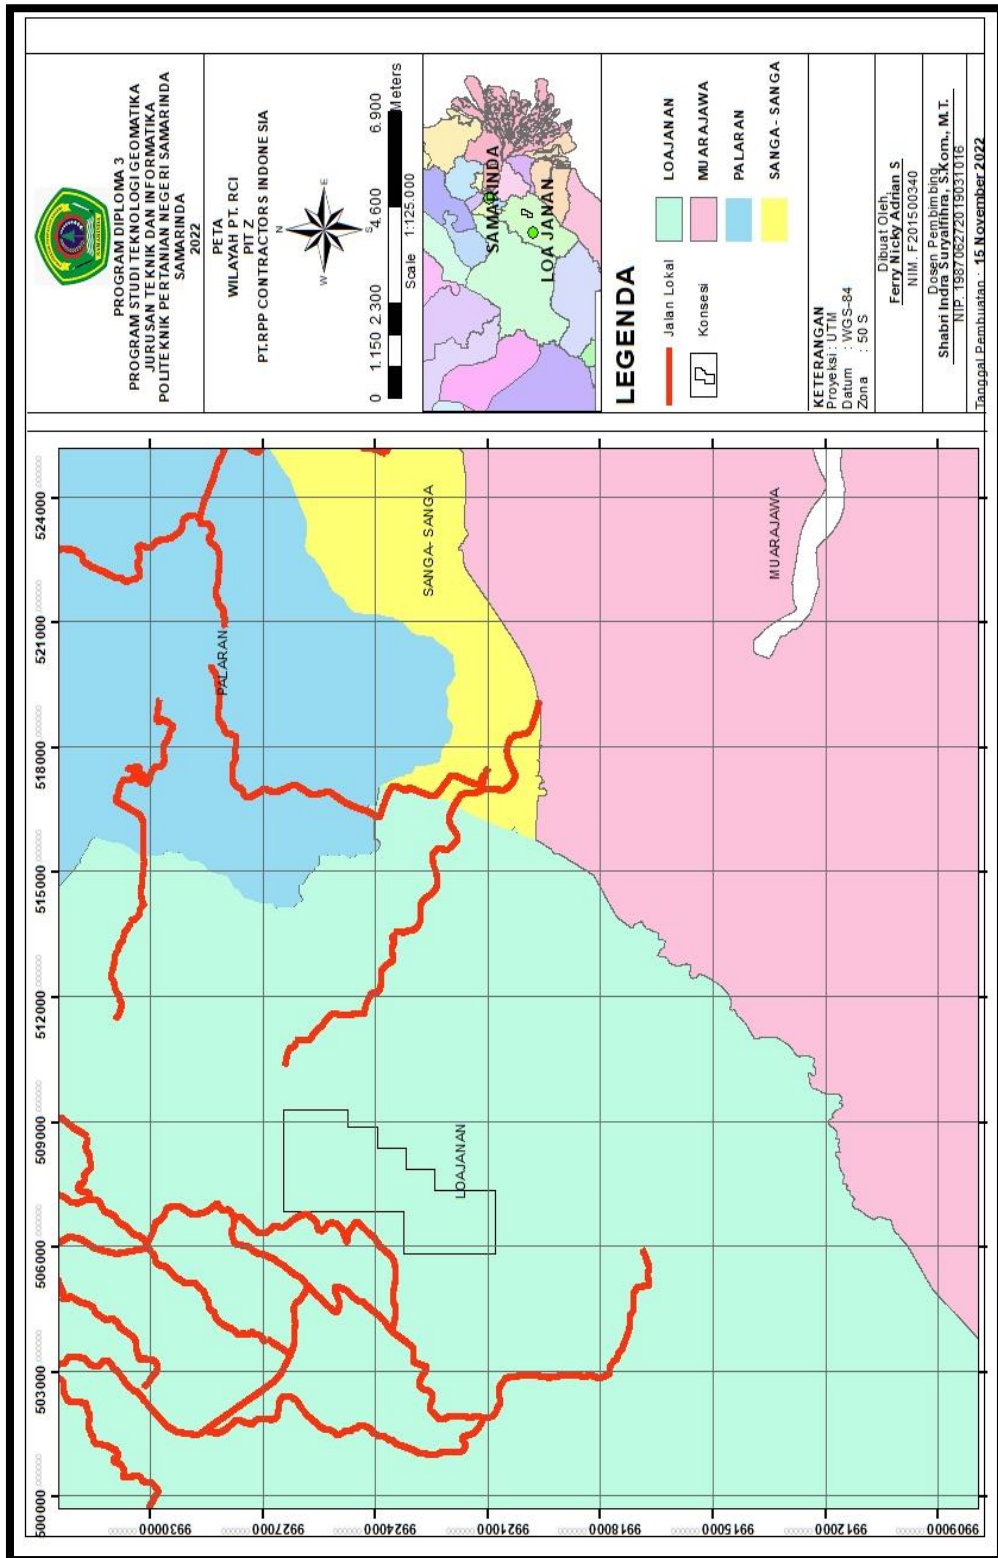 PROGRAM DIPLOMA 3
PROGRAM STUDI TEKNOLOGI GEOMATIKA
JURUSAN TEKNIK DAN INFORMATIKA
POLITEKNIK PERTANIAN NEGERI SAMARINDA
SAMARINDA
2022
PETA
WILAYAH PT. RCI
PIT Z
PT.RPP CONTRACTORS INDONESIA
N
W
E
S
0 1.150 2.300 4.600 6.900
Meters
Scale 1:125.000
SAMARINDA
LOA JANAN
LEGENDA
Jalan Lokal
Konsesi
LOAJANAN
MUARAJAWA
PALARAN
SANGA - SANGA
KETERANGAN
Proyeksi : UTM
Datum : WGS-84
Zona : 50 S
Dibuat Oleh
Ferry Nicky Adrian S
NIM. F201500340
Dosen Pembimbing
Shabri Indra Suryalfihra, S.Kom., M.T.
NIP. 198706272019031016
Tanggal Pembuatan : 15 November 2022
500000 503000 506000 509000 512000 515000 518000 521000 524000
9930000
9927000
9924000
9921000
9918000
9915000
9912000
9909000
PALARAN
SANGA- SANGA
LOAJANAN
MUARAJAWA